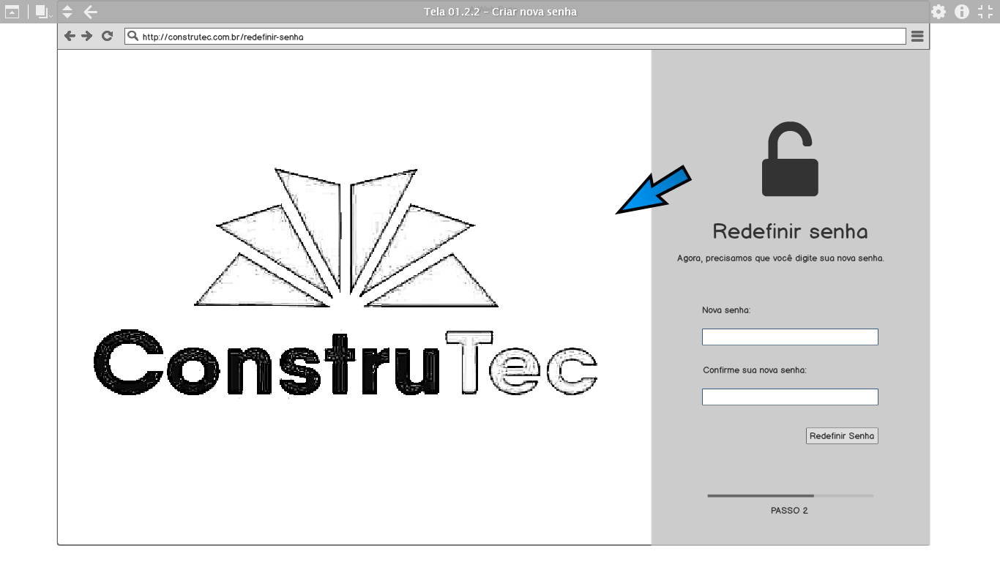 Tela 01.2.2 - Criar nova senha
http://construtec.com.br/redefinir-senha
ConstruTec
Redefinir senha
Agora, precisamos que você digite sua nova senha.
Nova senha:
Confirme sua nova senha:
Redefinir Senha
PASSO 2